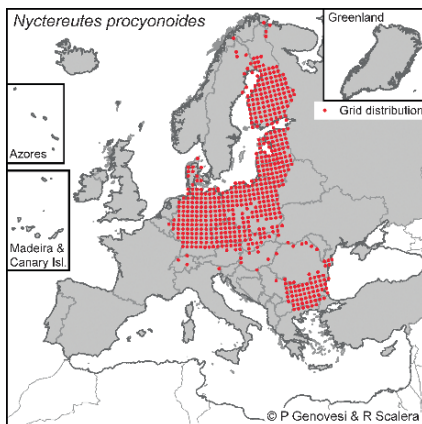 Nyctereutes procyonoides
Greenland
Grid distribution
Azores
Madeira &
Canary Isl.
© P Genovesi & R Scalera